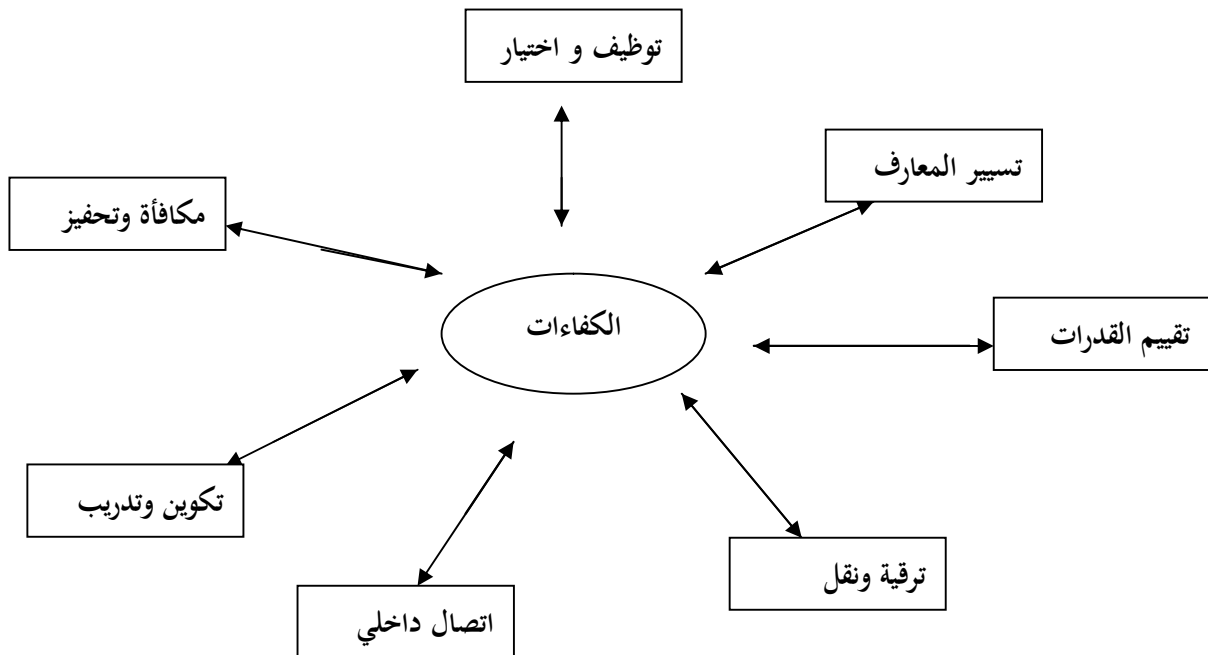 توظيف و اختيار
تسيير المعارف
مكافأة وتحفيز
الكفاءات
تقييم القدرات
تكوين وتدريب
ترقية ونقل
اتصال داخلي